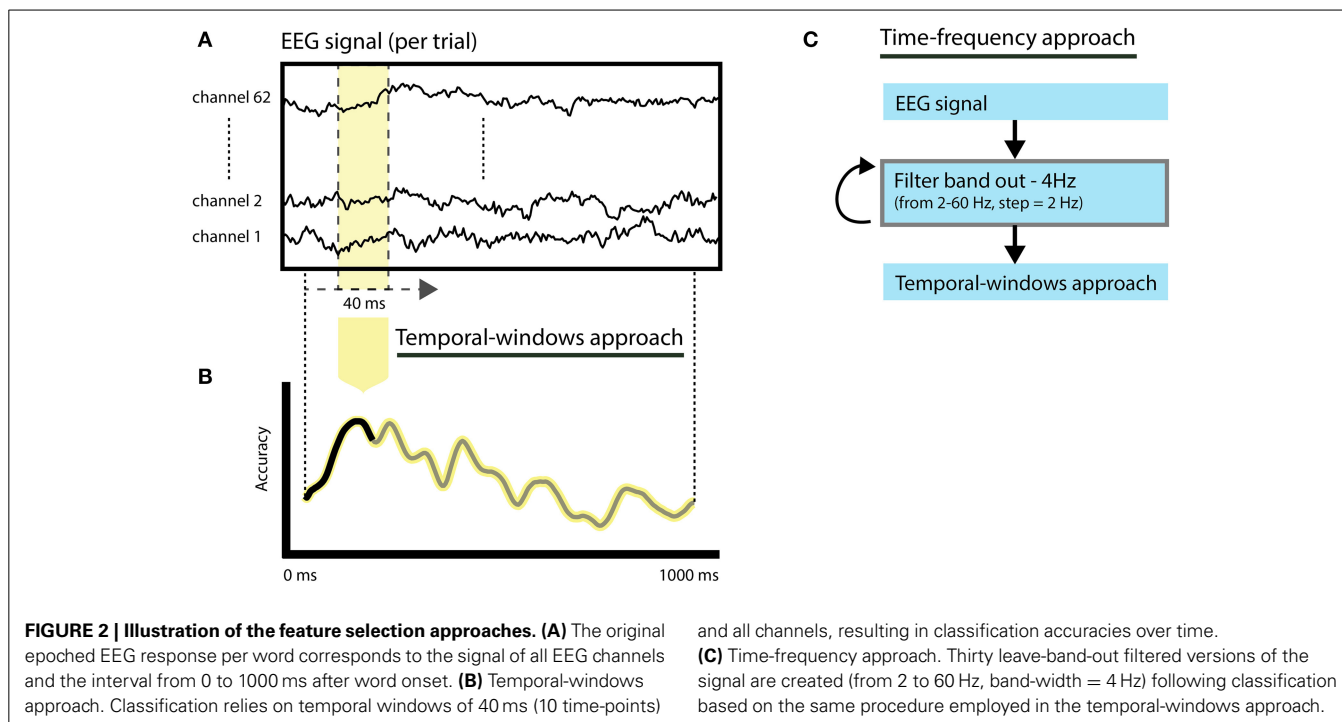 A
EEG signal (per trial)
channel 62
channel 2
channel 1
40 ms
Temporal-windows approach
B
Accuracy
0 ms
1000 ms
C
Time-frequency approach
EEG signal
Filter band out - 4Hz
(from 2-60 Hz, step = 2 Hz)
Temporal-windows approach
FIGURE 2 | Illustration of the feature selection approaches. (A) The original
epoched EEG response per word corresponds to the signal of all EEG channels
and the interval from 0 to 1000 ms after word onset. (B) Temporal-windows
approach. Classification relies on temporal windows of 40 ms (10 time-points)
and all channels, resulting in classification accuracies over time.
(C) Time-frequency approach. Thirty leave-band-out filtered versions of the
signal are created (from 2 to 60 Hz, band-width = 4 Hz) following classification
based on the same procedure employed in the temporal-windows approach.